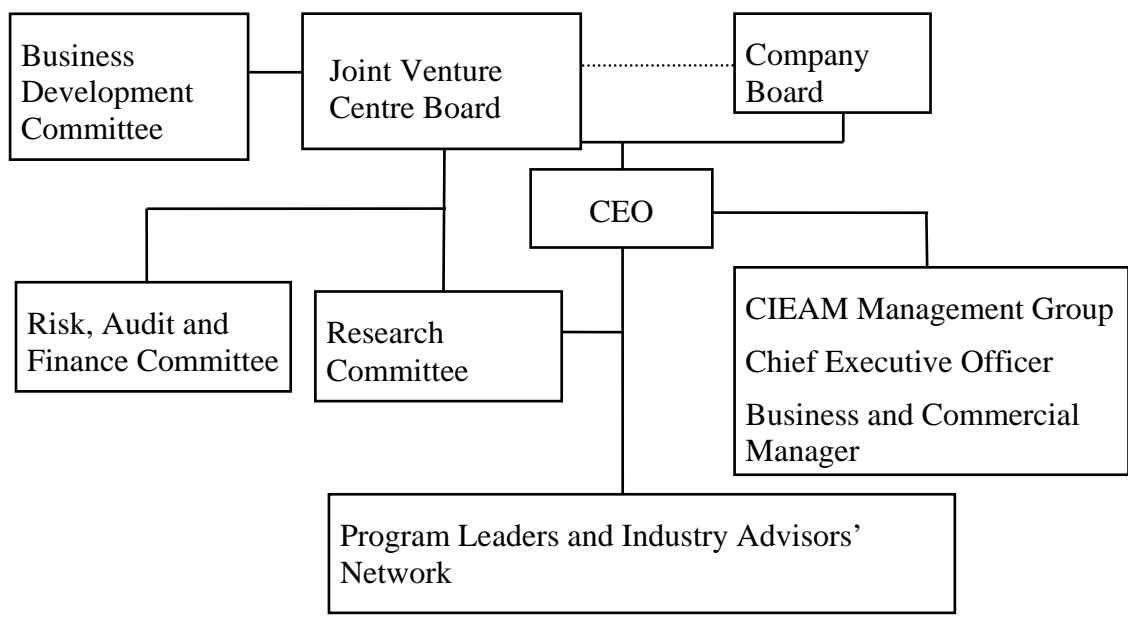 Business
Development
Committee
Joint Venture
Centre Board
Company
Board
CEO
Risk, Audit and
Finance Committee
Research
Committee
CIEAM Management Group
Chief Executive Officer
Business and Commercial
Manager
Program Leaders and Industry Advisors’
Network